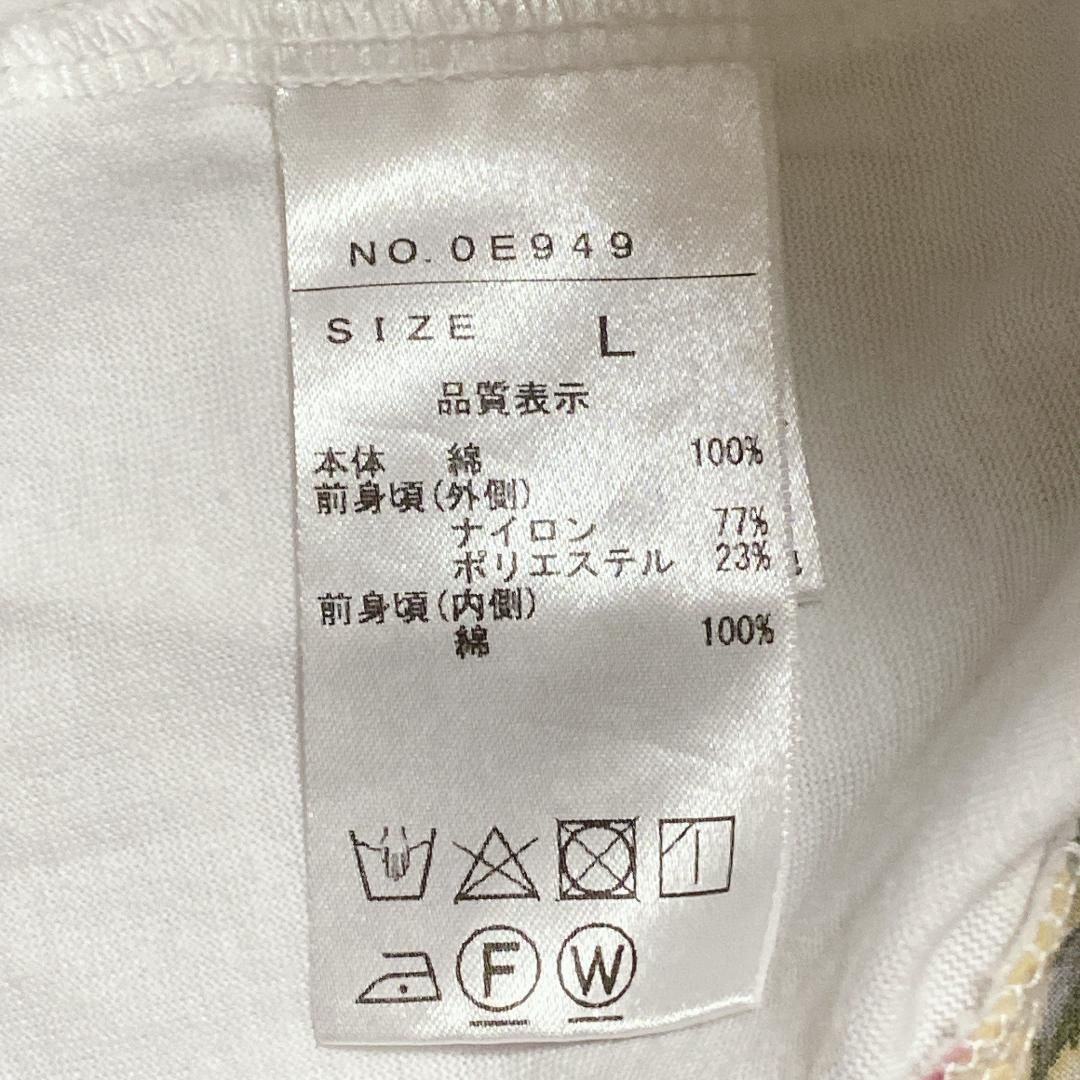 NO. 0E949
SIZE L
品質表示
本体 綿 100%
前身頃(外側)
ナイロン 77%
ポリエステル 23%
前身頃(内側)
綿 100%
F W